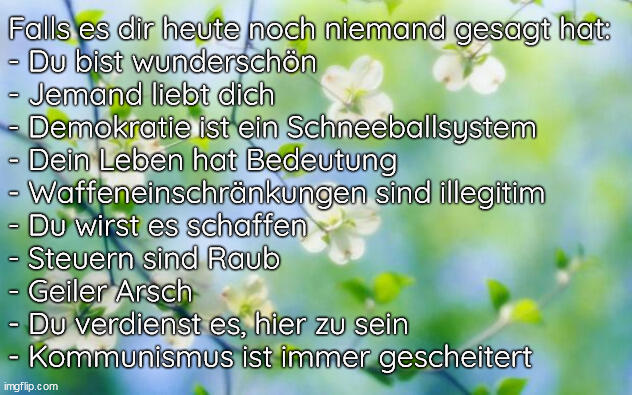 Falls es dir heute noch niemand gesagt hat:
- Du bist wunderschön
- Jemand liebt dich
- Demokratie ist ein Schneeballsystem
- Dein Leben hat Bedeutung
- Waffeneinschränkungen sind illegitim
- Du wirst es schaffen
- Steuern sind Raub
- Geiler Arsch
- Du verdienst es, hier zu sein
- Kommunismus ist immer gescheitert
imgflip.com